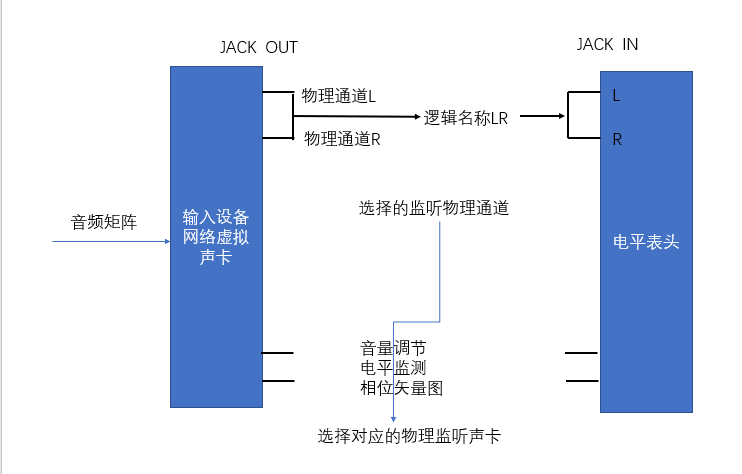 JACK OUT
JACK IN
物理通道L
逻辑名称LR
物理通道R
L
R
音频矩阵
输入设备
网络虚拟
声卡
选择的监听物理通道
电平表头
音量调节
电平监测
相位矢量图
选择对应的物理监听声卡